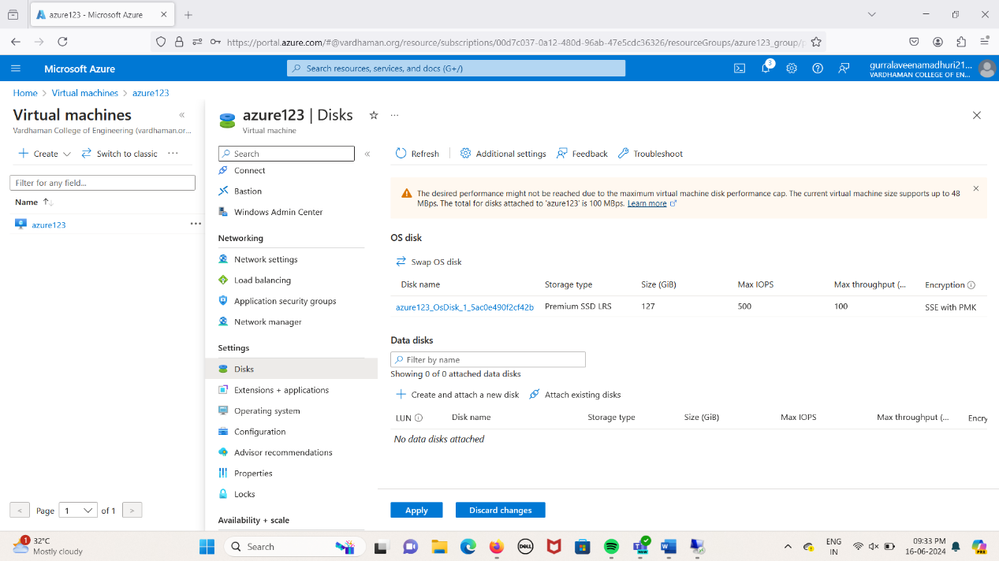 azure123 - Microsoft Azure
https://portal.azure.com/#@vardhaman.org/resource/subscriptions/00d7c037-0a12-480d-96ab-47e5cdc36326/resourceGroups/azure123_group/p
Microsoft Azure
Search resources, services, and docs (G+/)
3
gurralaveenamadhuri21...
VARDHAMAN COLLEGE OF EN...
Home > Virtual machines > azure123
Virtual machines
Vardhaman College of Engineering (vardhaman.or...
Create
Switch to classic
Filter for any field...
Name
azure123
Page 1 of 1
azure123 | Disks
Virtual machine
Search
Connect
Bastion
Windows Admin Center
Networking
Network settings
Load balancing
Application security groups
Network manager
Settings
Disks
Extensions + applications
Operating system
Configuration
Advisor recommendations
Properties
Locks
Availability + scale
Refresh
Additional settings
Feedback
Troubleshoot
The desired performance might not be reached due to the maximum virtual machine disk performance cap. The current virtual machine size supports up to 48
MBps. The total for disks attached to 'azure123' is 100 MBps. Learn more
OS disk
Swap OS disk
Disk name Storage type Size (GiB) Max IOPS Max throughput (... Encryption
azure123_OsDisk_1_5ac0e490f2cf42b Premium SSD LRS 127 500 100 SSE with PMK
Data disks
Filter by name
Showing 0 of 0 attached data disks
Create and attach a new disk
Attach existing disks
LUN Disk name Storage type Size (GiB) Max IOPS Max throughput (... Encry
No data disks attached
Apply
Discard changes
1
32°C
Mostly cloudy
Search
DELL
NEW
W
ENG
IN
09:33 PM
16-06-2024
PRE